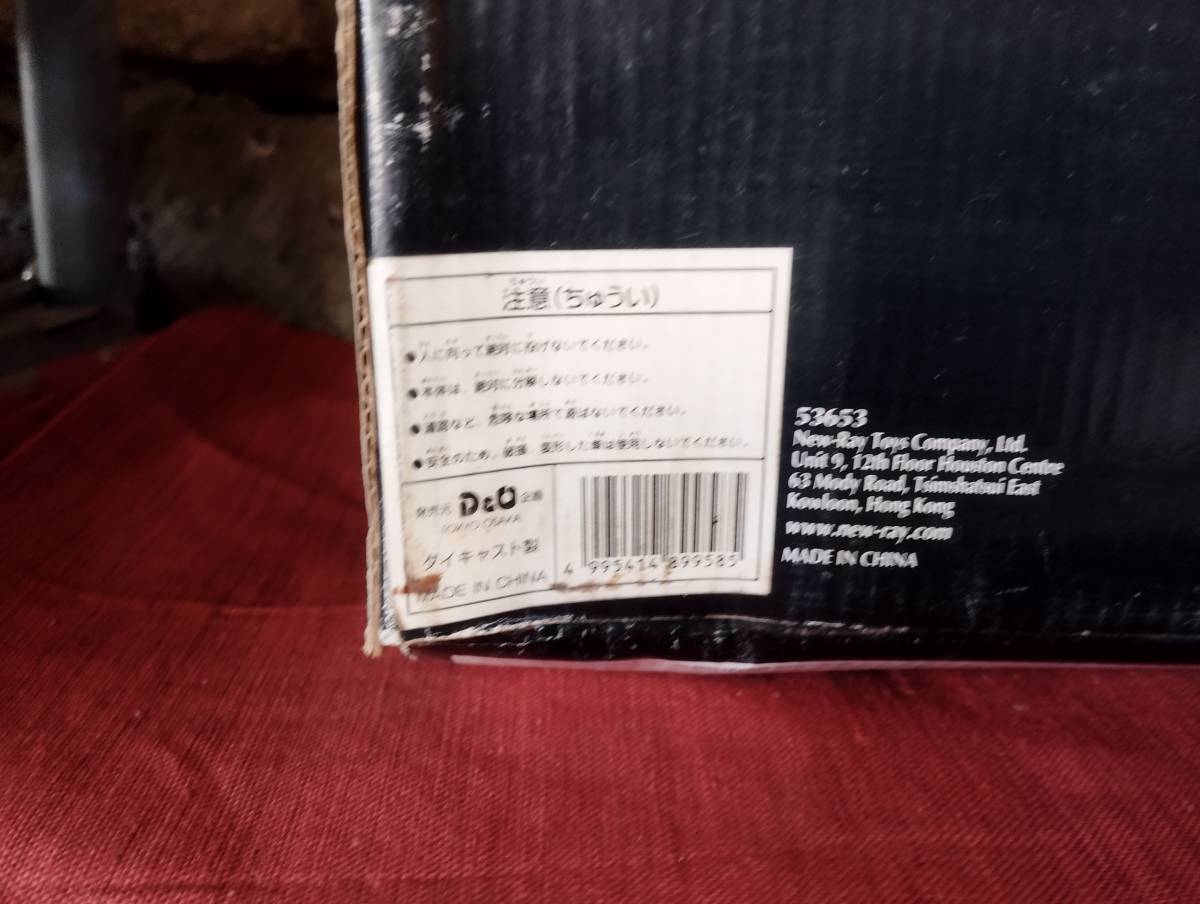 注意(ちゅうい)
●人に向って絶対に投げないでください。
●本体は、絶対に分解しないでください。
●道路など、危険な場所で遊ばないでください。
●安全のため、破損、変形した車は使用しないでください。
発売元 D&O 企画
TOKYO OSAKA
ダイキャスト製
MADE IN CHINA
4 995414 899585
53653
New-Ray Toys Company, Ltd.
Unit 9, 12th Floor Houston Centre
63 Mody Road, Tsimshatsui East
Kowloon, Hong Kong
www.new-ray.com
MADE IN CHINA